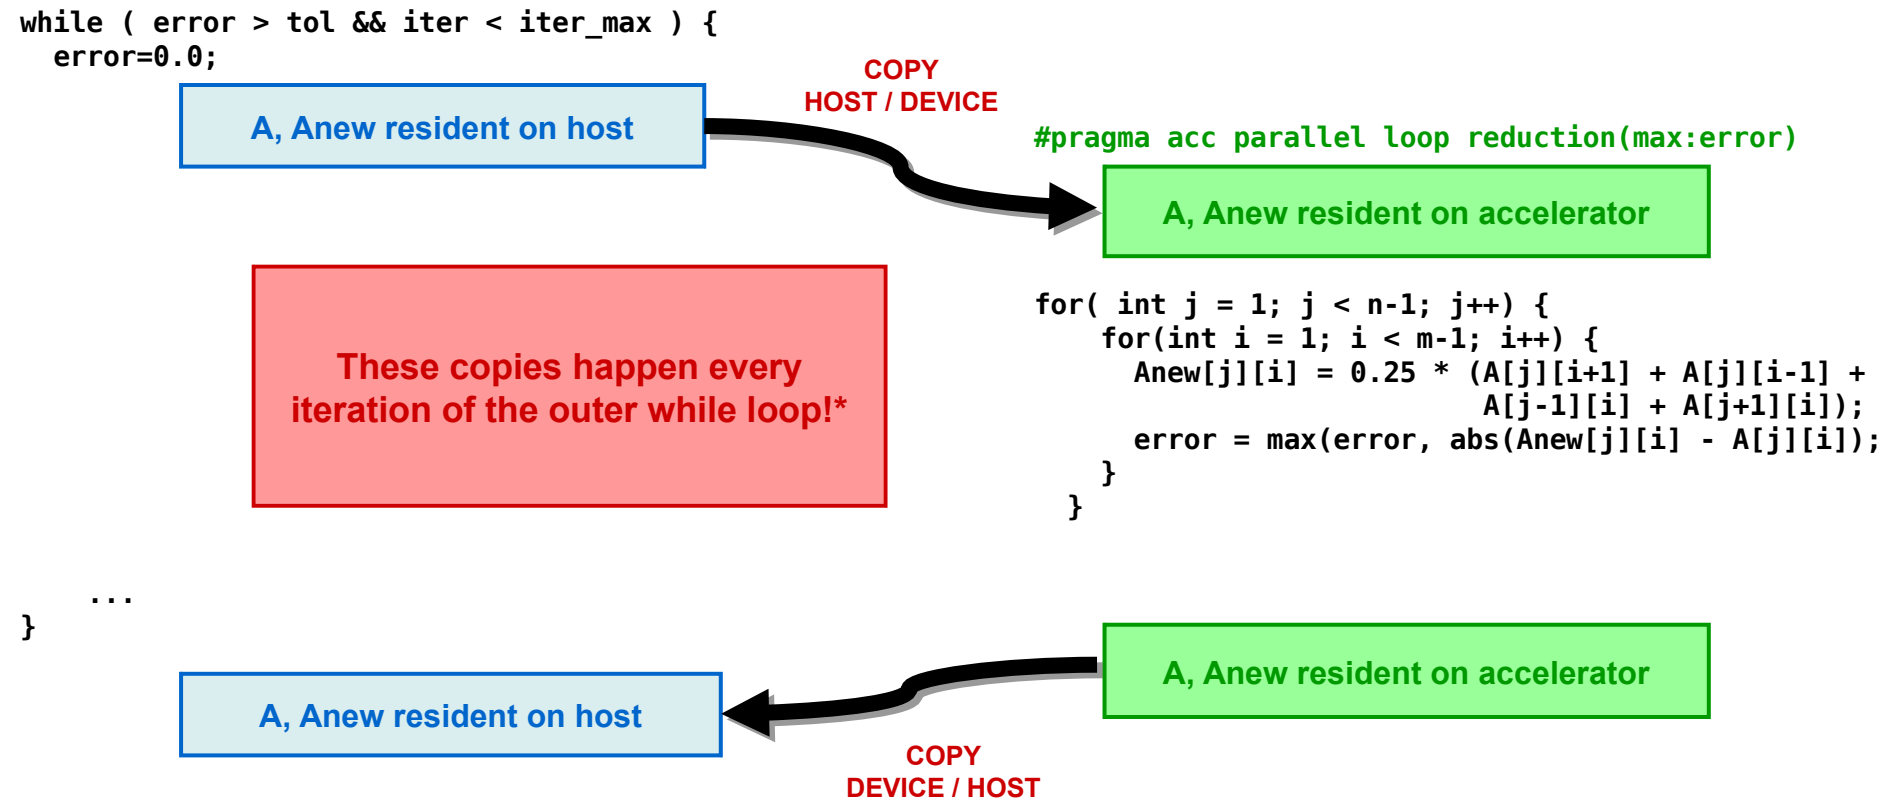 while ( error > tol && iter < iter_max ) {
error=0.0;
COPY
HOST / DEVICE
A, Anew resident on host
#pragma acc parallel loop reduction(max:error)
A, Anew resident on accelerator
These copies happen every
iteration of the outer while loop!*
for( int j = 1; j < n-1; j++) {
for(int i = 1; i < m-1; i++) {
Anew[j][i] = 0.25 * (A[j][i+1] + A[j][i-1] +
A[j-1][i] + A[j+1][i]);
error = max(error, abs(Anew[j][i] - A[j][i]);
}
}
...
}
A, Anew resident on accelerator
A, Anew resident on host
COPY
DEVICE / HOST